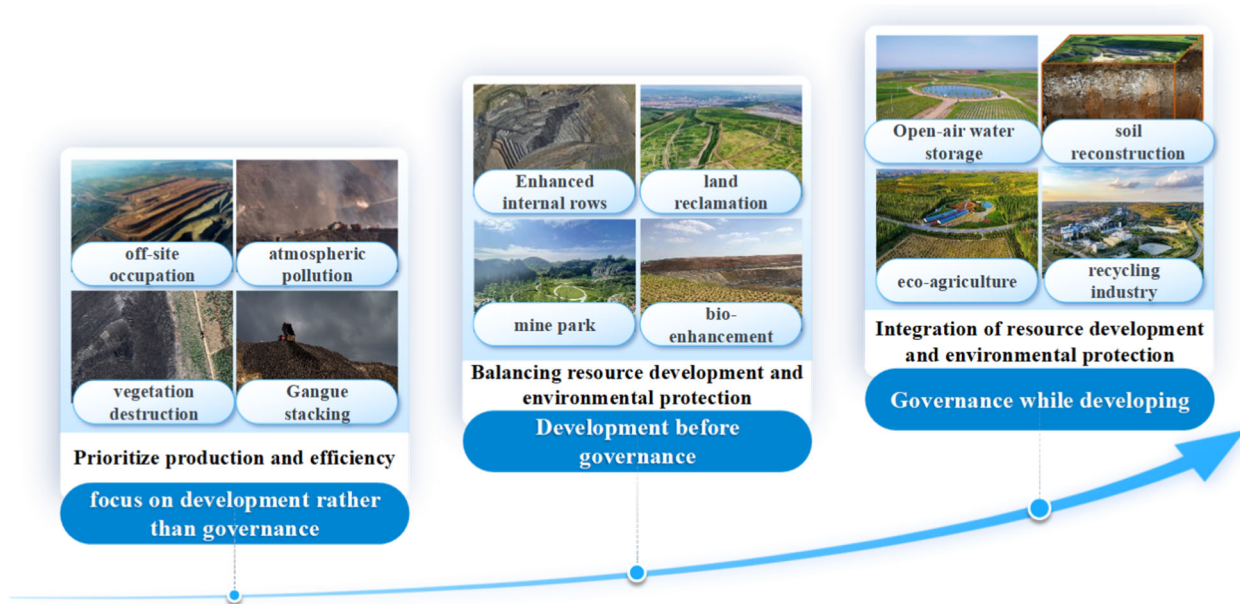 off-site
occupation
atmospheric
pollution
vegetation
destruction
Gangue
stacking
Prioritize production and efficiency
focus on development rather
than governance
Enhanced
internal rows
land
reclamation
mine park
bio-
enhancement
Balancing resource development and
environmental protection
Development before
governance
Open-air water
storage
soil
reconstruction
eco-agriculture
recycling
industry
Integration of resource development
and environmental protection
Governance while developing